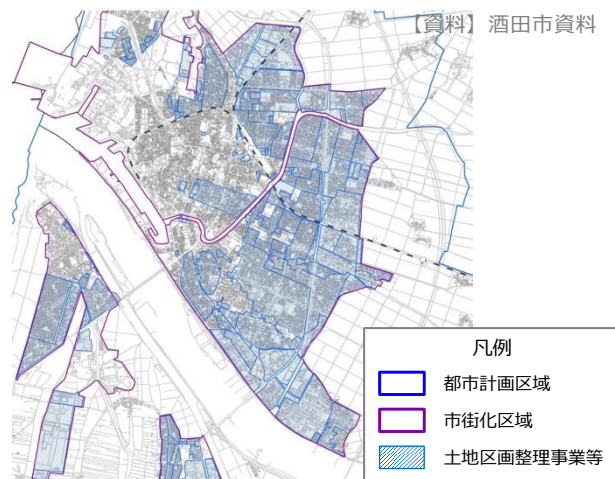 【資料】酒田市資料
凡例
都市計画区域
市街化区域
土地区画整理事業等